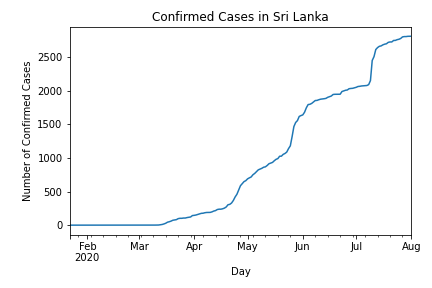 Confirmed Cases in Sri Lanka
Number of Confirmed Cases
2500
2000
1500
1000
500
0
Feb Mar Apr May Jun Jul Aug
2020
Day